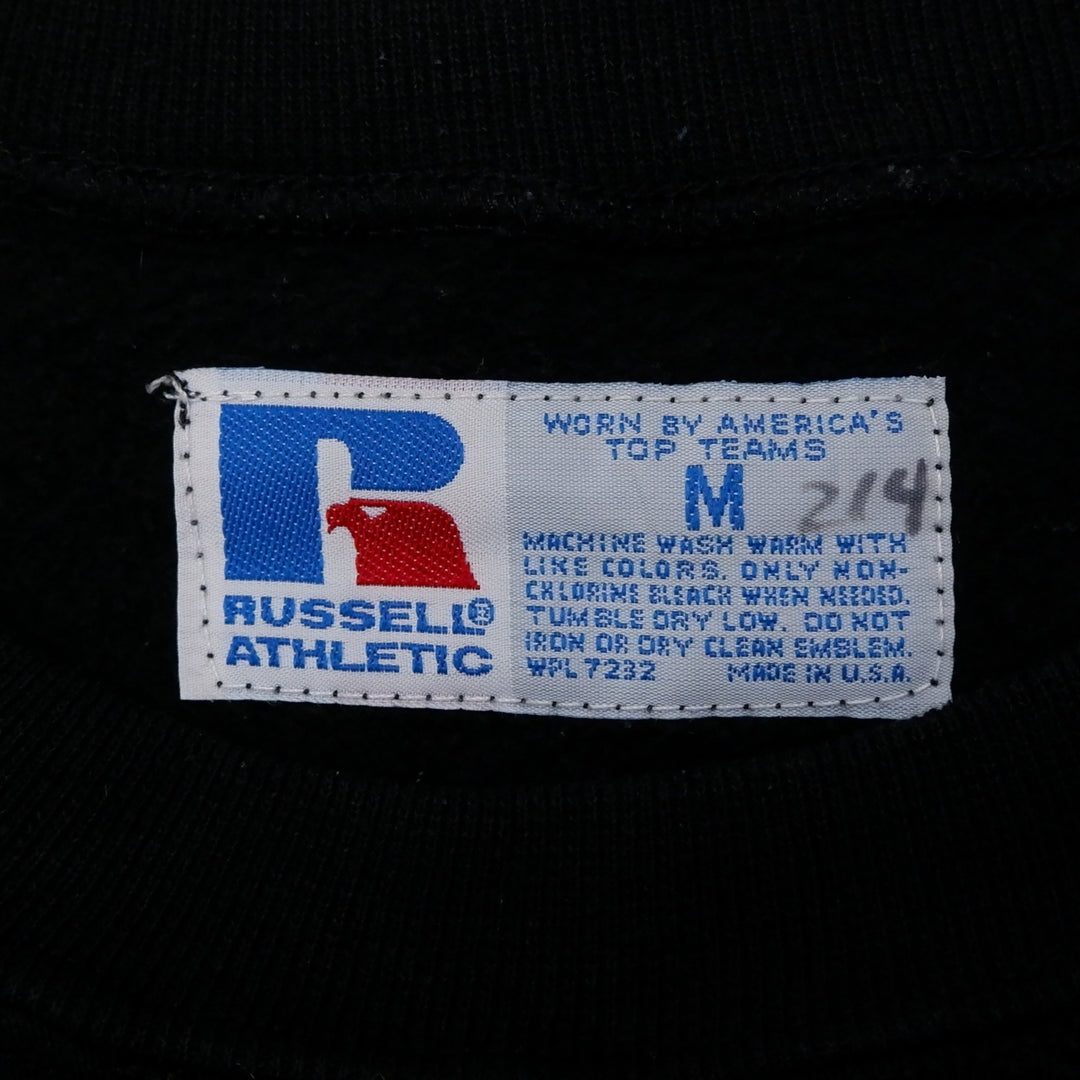 RUSSELL®
ATHLETIC
WORN BY AMERICA'S
TOP TEAMS
M
214
MACHINE WASH WARM WITH
LIKE COLORS. ONLY NON-
CHLORINE BLEACH WHEN NEEDED.
TUMBLE DRY LOW. DO NOT
IRON OR DRY CLEAN EMBLEM.
WPL 7232 MADE IN U.S.A.